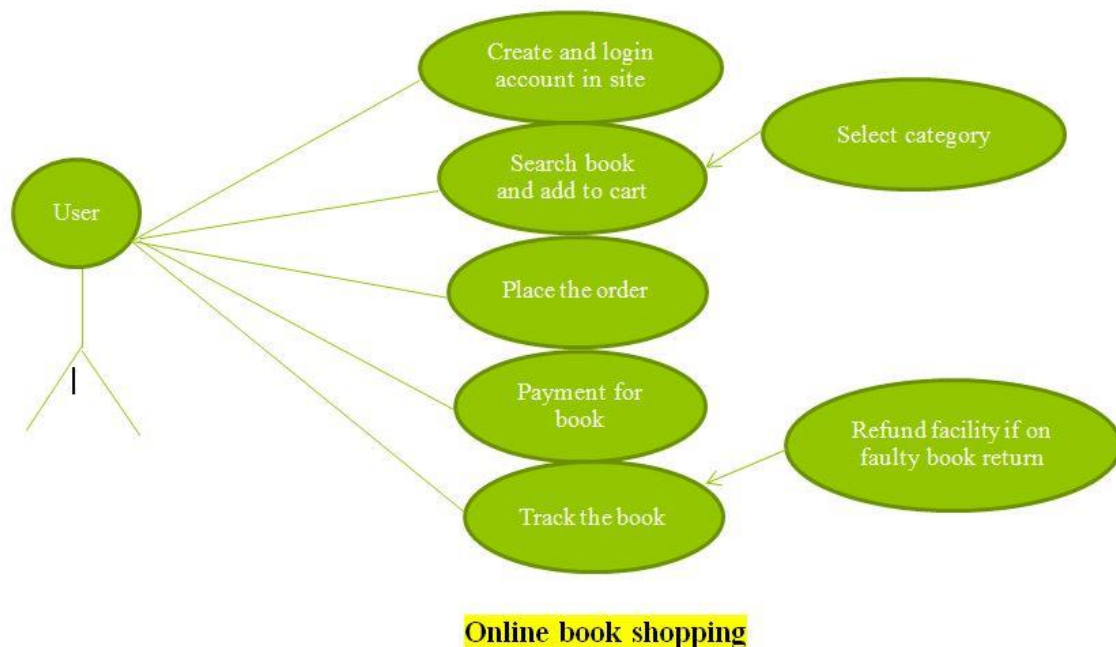 Create and login
account in site
Select category
Search book
and add to cart
User
Place the order
Payment for
book
Refund facility if on
faulty book return
Track the book
Online book shopping